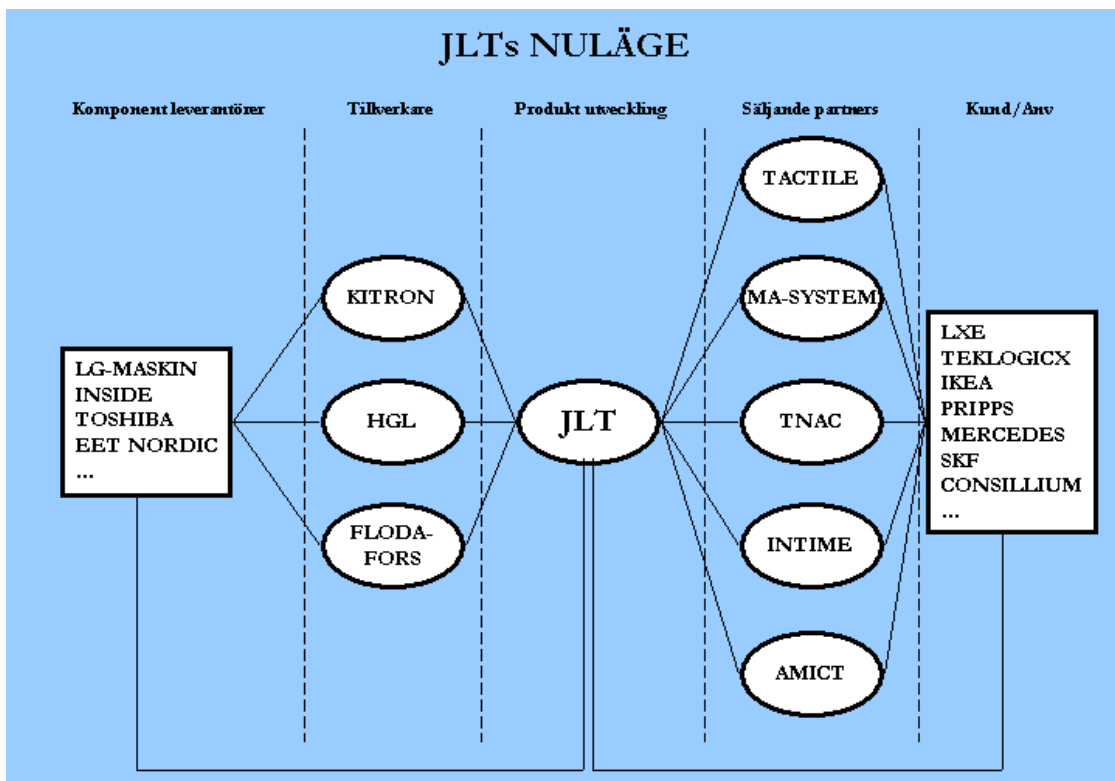 JLTs NULÄGE
Komponent leverantörer
Tillverkare
Produkt utveckling
Säljande partners
Kund/Anv
LG-MASKIN
INSIDE
TOSHIBA
EET NORDIC
...
KITRON
HGL
FLODA-
FORS
JLT
TACTILE
MA-SYSTEM
TNAC
INTIME
AMICT
LXE
TEKLOGICX
IKEA
PRIPPS
MERCEDES
SKF
CONSILLIUM
...